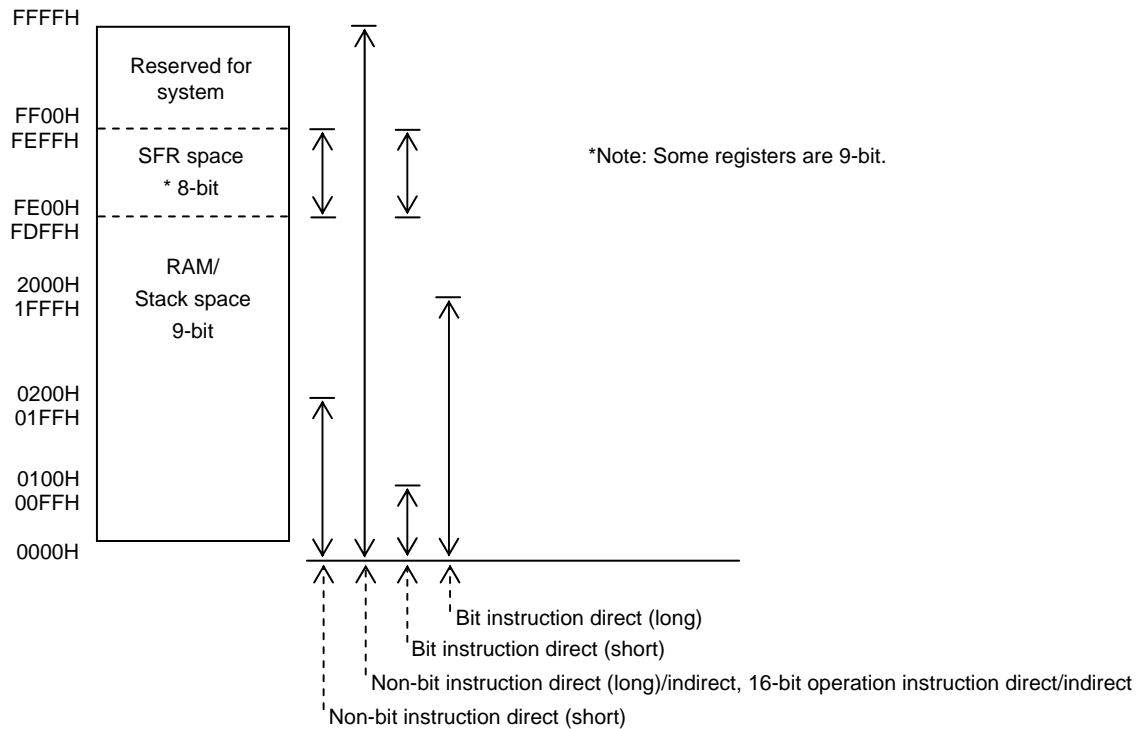 FFFFH
Reserved for
system
FF00H
FEFFH
SFR space
* 8-bit
*Note: Some registers are 9-bit.
FE00H
FDFFH
RAM/
Stack space
9-bit
2000H
1FFFH
0200H
01FFH
0100H
00FFH
0000H
Bit instruction direct (long)
Bit instruction direct (short)
Non-bit instruction direct (long)/indirect, 16-bit operation instruction direct/indirect
Non-bit instruction direct (short)